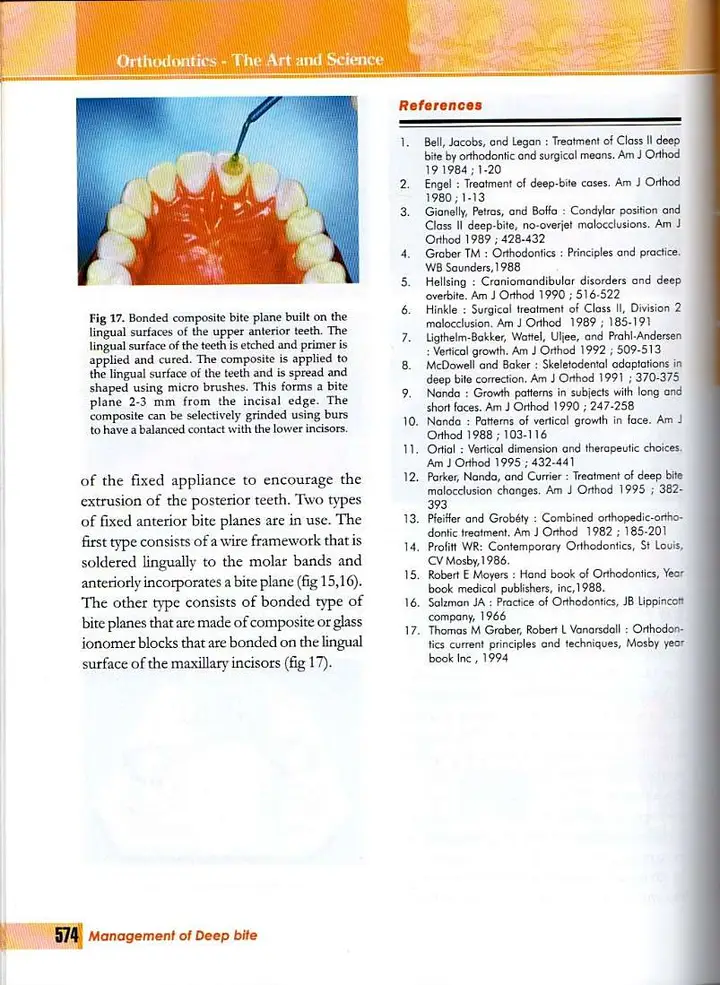 Orthodontics - The Art and Science
Fig 17. Bonded composite bite plane built on the
lingual surfaces of the upper anterior teeth. The
lingual surface of the teeth is etched and primer is
applied and cured. The composite is applied to
the lingual surface of the teeth and is spread and
shaped using micro brushes. This forms a bite
plane 2-3 mm from the incisal edge. The
composite can be selectively grinded using burs
to have a balanced contact with the lower incisors.
of the fixed appliance to encourage the
extrusion of the posterior teeth. Two types
of fixed anterior bite planes are in use. The
first type consists of a wire framework that is
soldered lingually to the molar bands and
anteriorly incorporates a bite plane (fig 15,16).
The other type consists of bonded type of
bite planes that are made of composite or glass
ionomer blocks that are bonded on the lingual
surface of the maxillary incisors (fig 17).
References
1. Bell, Jacobs, and Legan : Treatment of Class II deep
bite by orthodontic and surgical means. Am J Orthod
19 1984 ; 1-20
2. Engel : Treatment of deep-bite cases. Am J Orthod
1980 ; 1-13
3. Gianelly, Petras, and Boffa : Condylar position and
Class II deep-bite, no-overjet malocclusions. Am J
Orthod 1989 ; 428-432
4. Graber TM : Orthodontics : Principles and practice.
WB Saunders,1988
5. Hellsing : Craniomandibular disorders and deep
overbite. Am J Orthod 1990 ; 516-522
6. Hinkle : Surgical treatment of Class II, Division 2
malocclusion. Am J Orthod 1989 ; 185-191
7. Ligthelm-Bakker, Wattel, Uljee, and Prahl-Andersen
: Vertical growth. Am J Orthod 1992 ; 509-513
8. McDowell and Baker : Skeletodental adaptations in
deep bite correction. Am J Orthod 1991 ; 370-375
9. Nanda : Growth patterns in subjects with long and
short faces. Am J Orthod 1990 ; 247-258
10. Nanda : Patterns of vertical growth in face. Am J
Orthod 1988 ; 103-116
11. Ortial : Vertical dimension and therapeutic choices.
Am J Orthod 1995 ; 432-441
12. Parker, Nanda, and Currier : Treatment of deep bite
malocclusion changes. Am J Orthod 1995 ; 382-
393
13. Pfeiffer and Grobéty : Combined orthopedic-ortho-
dontic treatment. Am J Orthod 1982 ; 185-201
14. Profitt WR: Contemporary Orthodontics, St Louis,
CV Mosby,1986.
15. Robert E Moyers : Hand book of Orthodontics, Year
book medical publishers, inc,1988.
16. Salzman JA : Practice of Orthodontics, JB Lippincott
company, 1966
17. Thomas M Graber, Robert L Vanarsdall : Orthodon-
tics current principles and techniques, Mosby year
book Inc , 1994
574 Management of Deep bite